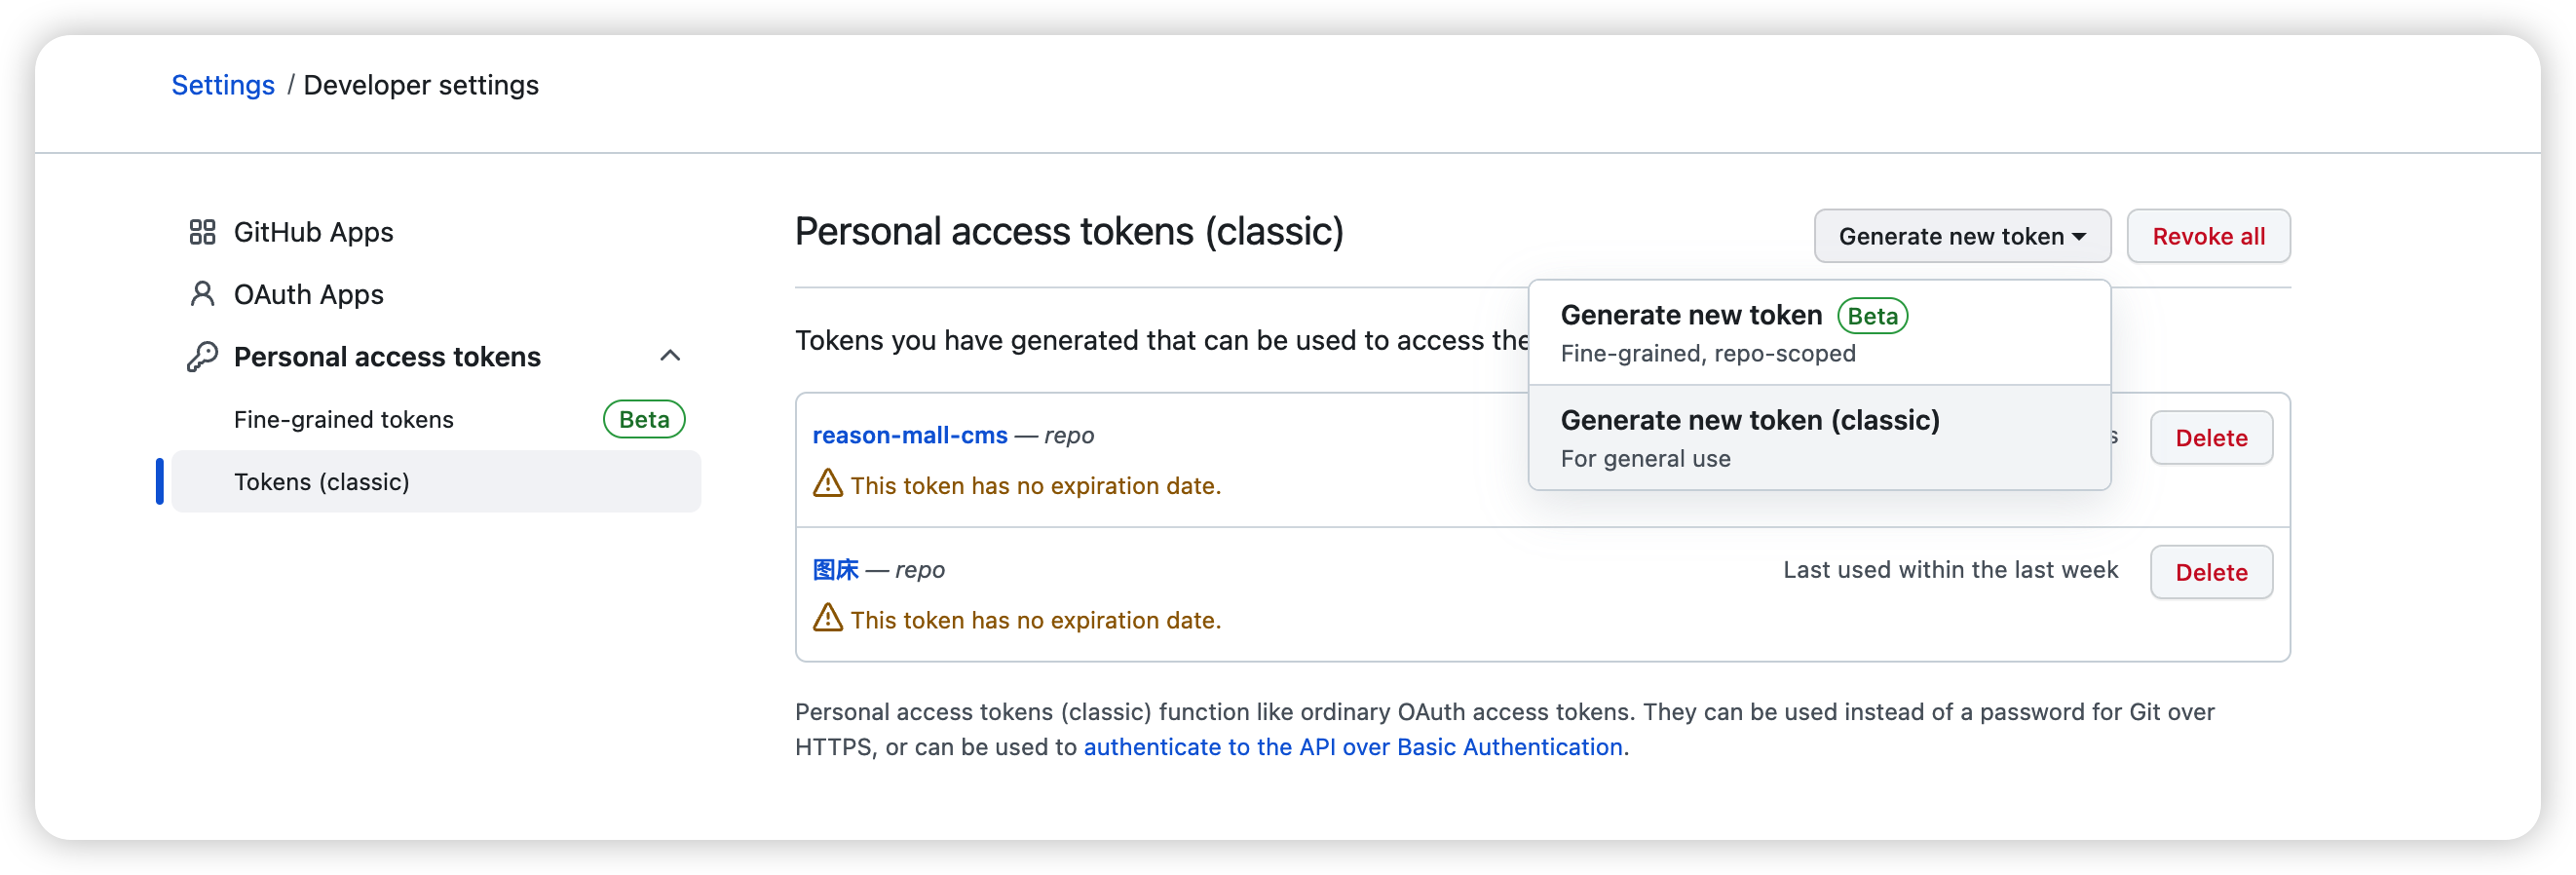 Settings / Developer settings
GitHub Apps
OAuth Apps
Personal access tokens
Fine-grained tokens Beta
Tokens (classic)
Personal access tokens (classic)
Generate new token
Revoke all
Generate new token Beta
Fine-grained, repo-scoped
Generate new token (classic)
For general use
Tokens you have generated that can be used to access the
reason-mall-cms — repo
Delete
This token has no expiration date.
图床 — repo
Last used within the last week
Delete
This token has no expiration date.
Personal access tokens (classic) function like ordinary OAuth access tokens. They can be used instead of a password for Git over
HTTPS, or can be used to authenticate to the API over Basic Authentication.